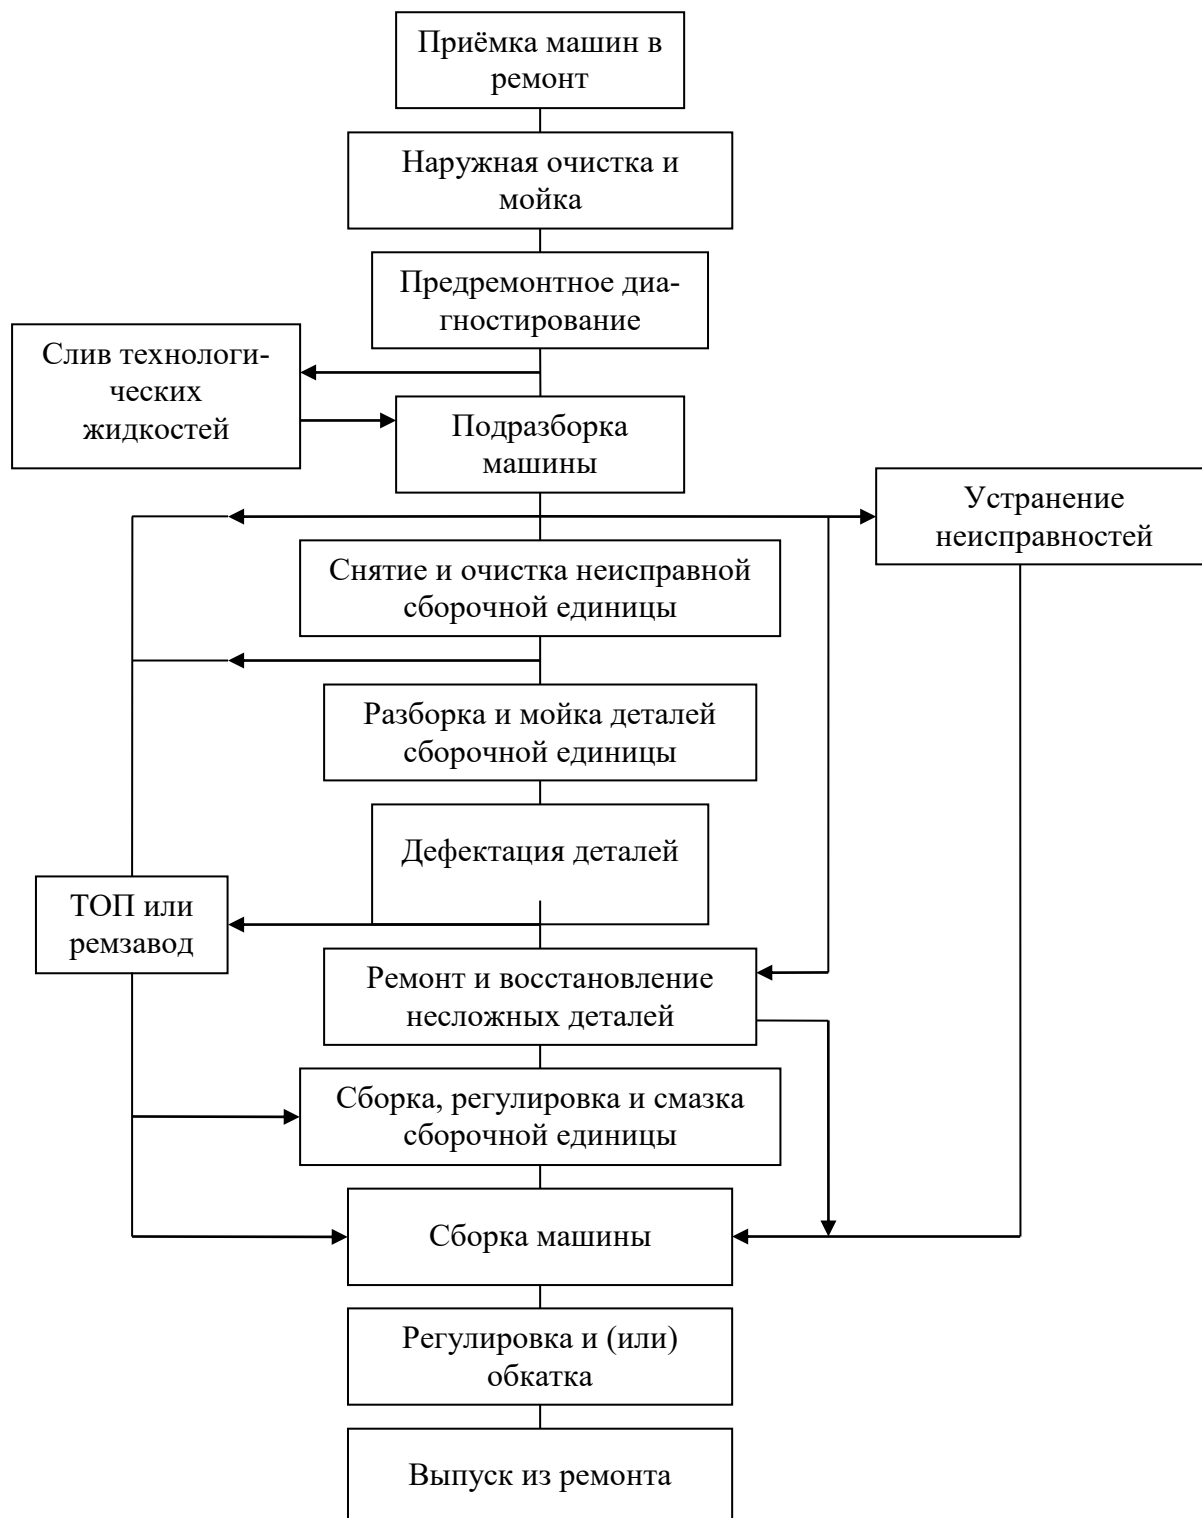 Приёмка машин в
ремонт
Наружная очистка и
мойка
Предремонтное диа-
гностирование
Слив технологи-
ческих
жидкостей
Подразборка
машины
Устранение
неисправностей
Снятие и очистка неисправной
сборочной единицы
Разборка и мойка деталей
сборочной единицы
Дефектация деталей
ТОП или
ремзавод
Ремонт и восстановление
несложных деталей
Сборка, регулировка и смазка
сборочной единицы
Сборка машины
Регулировка и (или)
обкатка
Выпуск из ремонта